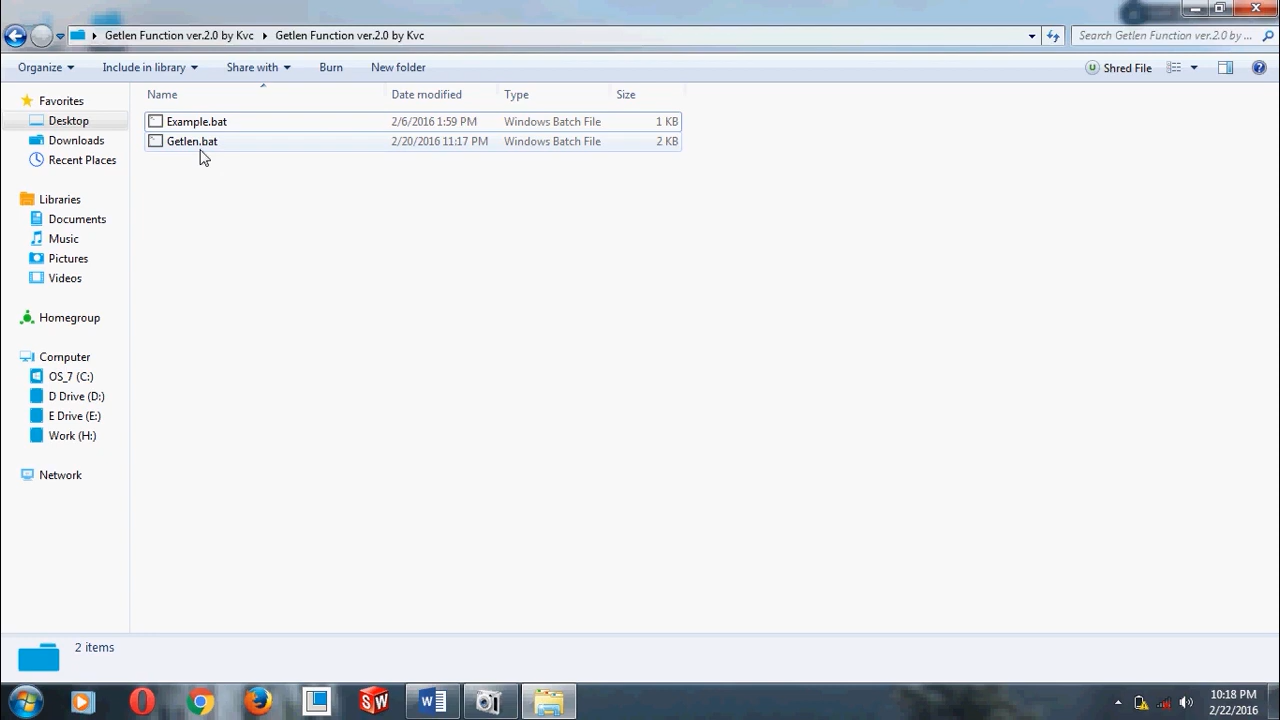 Getlen Function ver.2.0 by Kvc
Getlen Function ver.2.0 by Kvc
Search Getlen Function ver.2.0 by ...
Organize
Include in library
Share with
Burn
New folder
Shred File
Favorites
Desktop
Downloads
Recent Places
Libraries
Documents
Music
Pictures
Videos
Homegroup
Computer
OS_7 (C:)
D Drive (D:)
E Drive (E:)
Work (H:)
Network
Name Date modified Type Size
Example.bat 2/6/2016 1:59 PM Windows Batch File 1 KB
Getlen.bat 2/20/2016 11:17 PM Windows Batch File 2 KB
2 items
SW
W
10:18 PM
2/22/2016